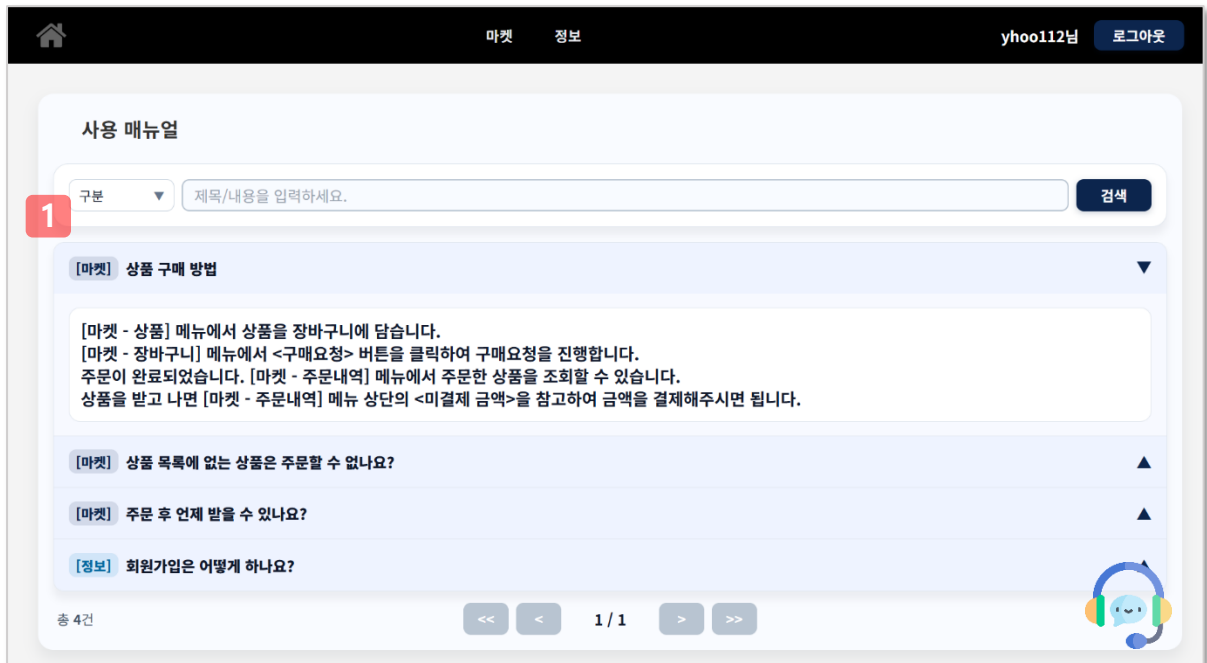 마켓 정보 yhoo112님 로그아웃
사용 매뉴얼
1
구분 ▼ 제목/내용을 입력하세요. 검색
[마켓] 상품 구매 방법 ▼
[마켓 - 상품] 메뉴에서 상품을 장바구니에 담습니다.
[마켓 - 장바구니] 메뉴에서 <구매요청> 버튼을 클릭하여 구매요청을 진행합니다.
주문이 완료되었습니다. [마켓 - 주문내역] 메뉴에서 주문한 상품을 조회할 수 있습니다.
상품을 받고 나면 [마켓 - 주문내역] 메뉴 상단의 <미결제 금액>을 참고하여 금액을 결제해주시면 됩니다.
[마켓] 상품 목록에 없는 상품은 주문할 수 없나요? ▲
[마켓] 주문 후 언제 받을 수 있나요? ▲
[정보] 회원가입은 어떻게 하나요? ▲
총 4건 << < 1 / 1 > >>